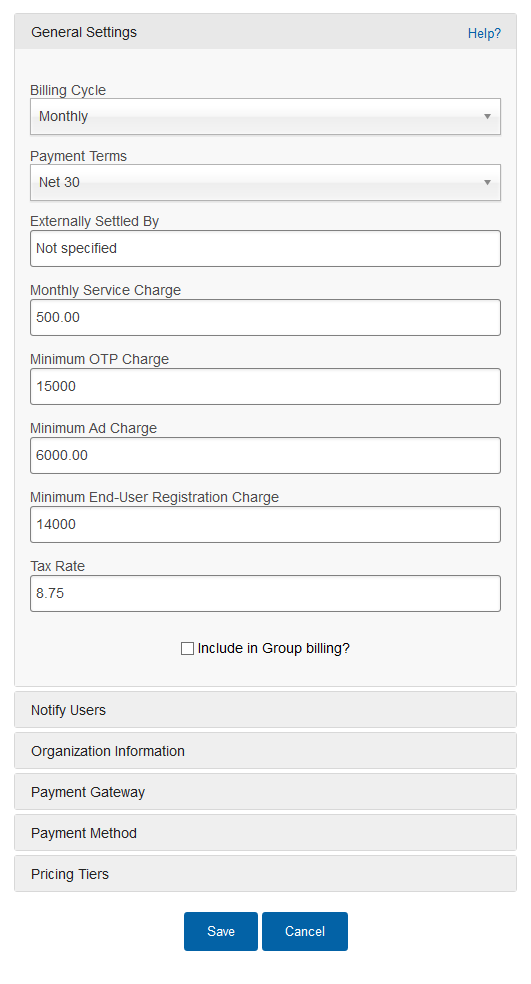 General Settings
Help?
Billing Cycle
Monthly
Payment Terms
Net 30
Externally Settled By
Not specified
Monthly Service Charge
500.00
Minimum OTP Charge
15000
Minimum Ad Charge
6000.00
Minimum End-User Registration Charge
14000
Tax Rate
8.75
Include in Group billing?
Notify Users
Organization Information
Payment Gateway
Payment Method
Pricing Tiers
Save Cancel